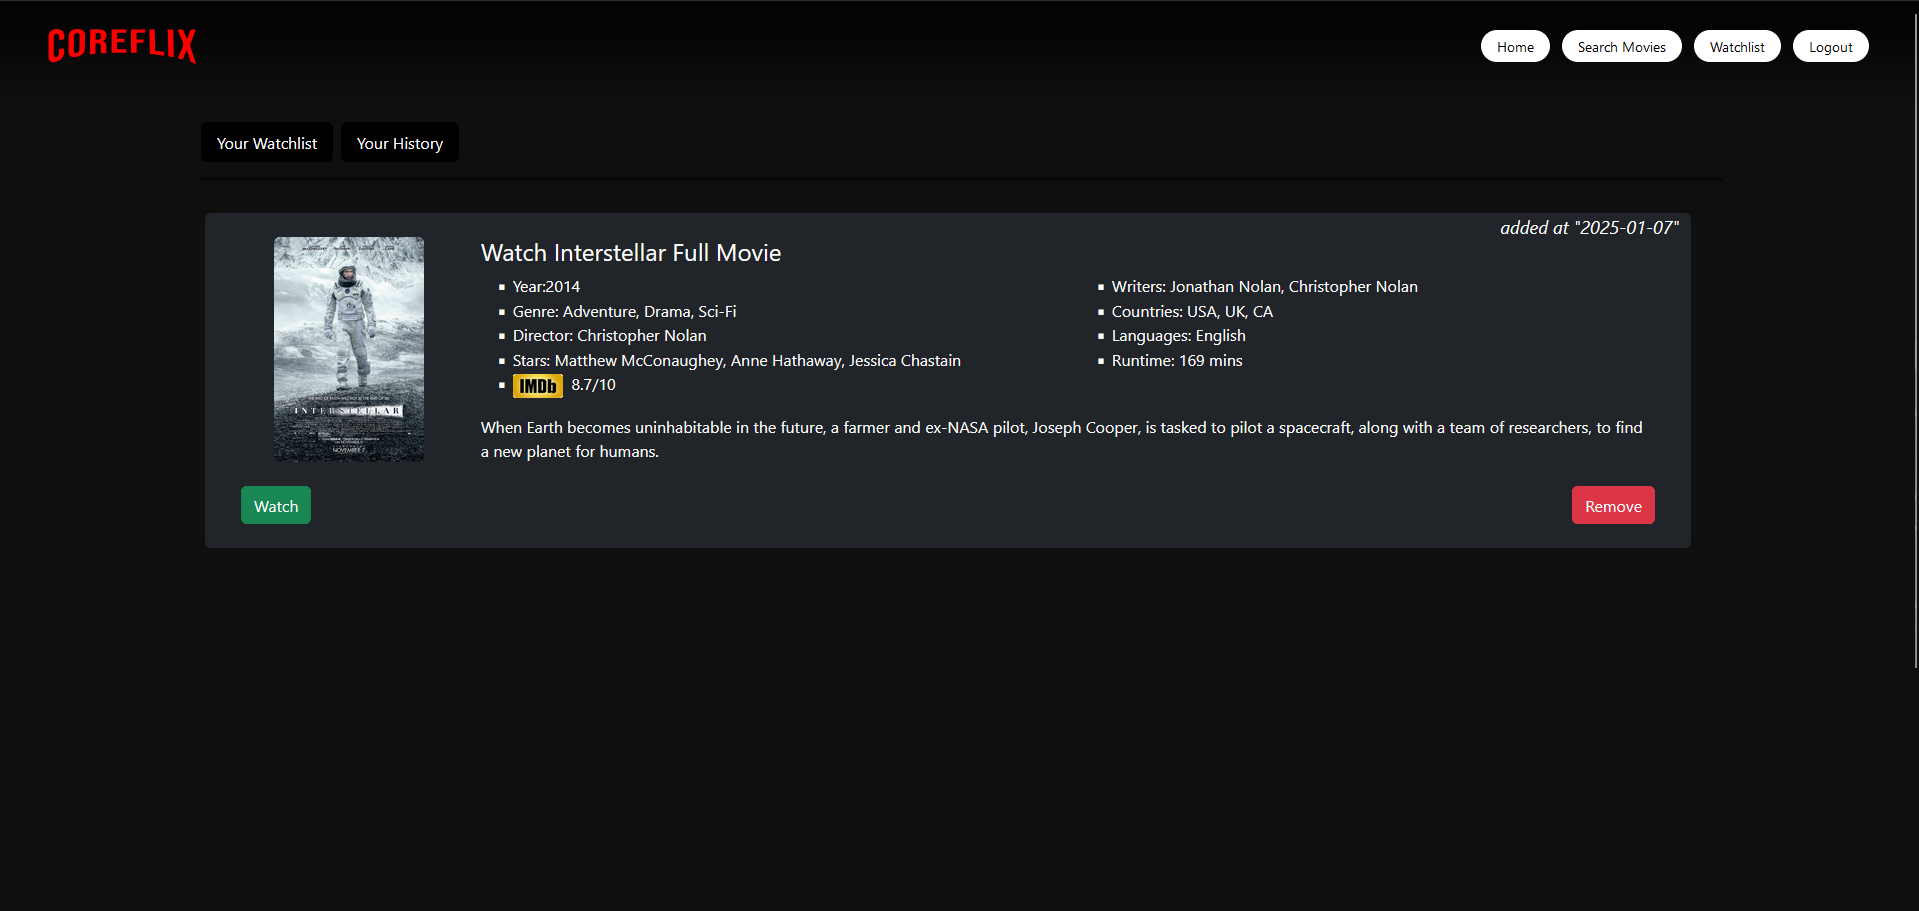 COREFLIX
Home
Search Movies
Watchlist
Logout
Your Watchlist
Your History
added at "2025-01-07"
Watch Interstellar Full Movie
Year:2014
Genre: Adventure, Drama, Sci-Fi
Director: Christopher Nolan
Stars: Matthew McConaughey, Anne Hathaway, Jessica Chastain
IMDb 8.7/10
Writers: Jonathan Nolan, Christopher Nolan
Countries: USA, UK, CA
Languages: English
Runtime: 169 mins
When Earth becomes uninhabitable in the future, a farmer and ex-NASA pilot, Joseph Cooper, is tasked to pilot a spacecraft, along with a team of researchers, to find
a new planet for humans.
INTERSTELLAR
NOVEMBER 7
Watch
Remove